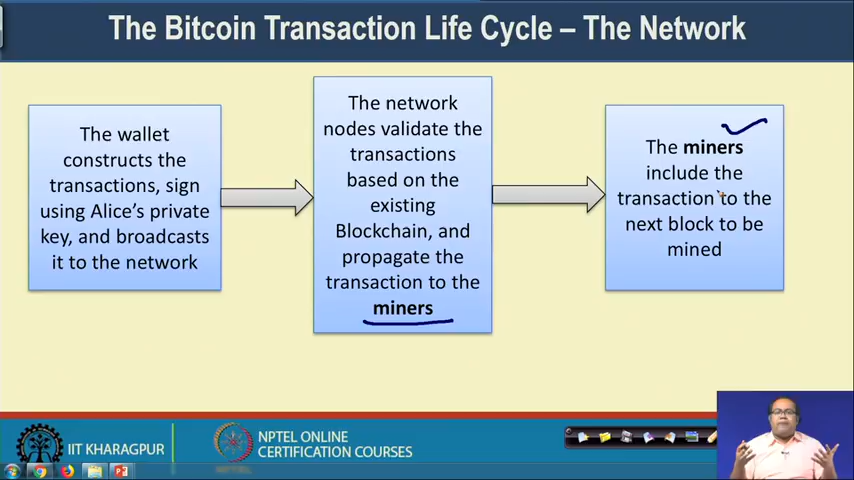 The Bitcoin Transaction Life Cycle – The Network
The wallet
constructs the
transactions, sign
using Alice's private
key, and broadcasts
it to the network
The network
nodes validate the
transactions
based on the
existing
Blockchain, and
propagate the
transaction to the
miners
The miners
include the
transaction to the
next block to be
mined
IIT KHARAGPUR
NPTEL ONLINE
CERTIFICATION COURSES
NPTEL